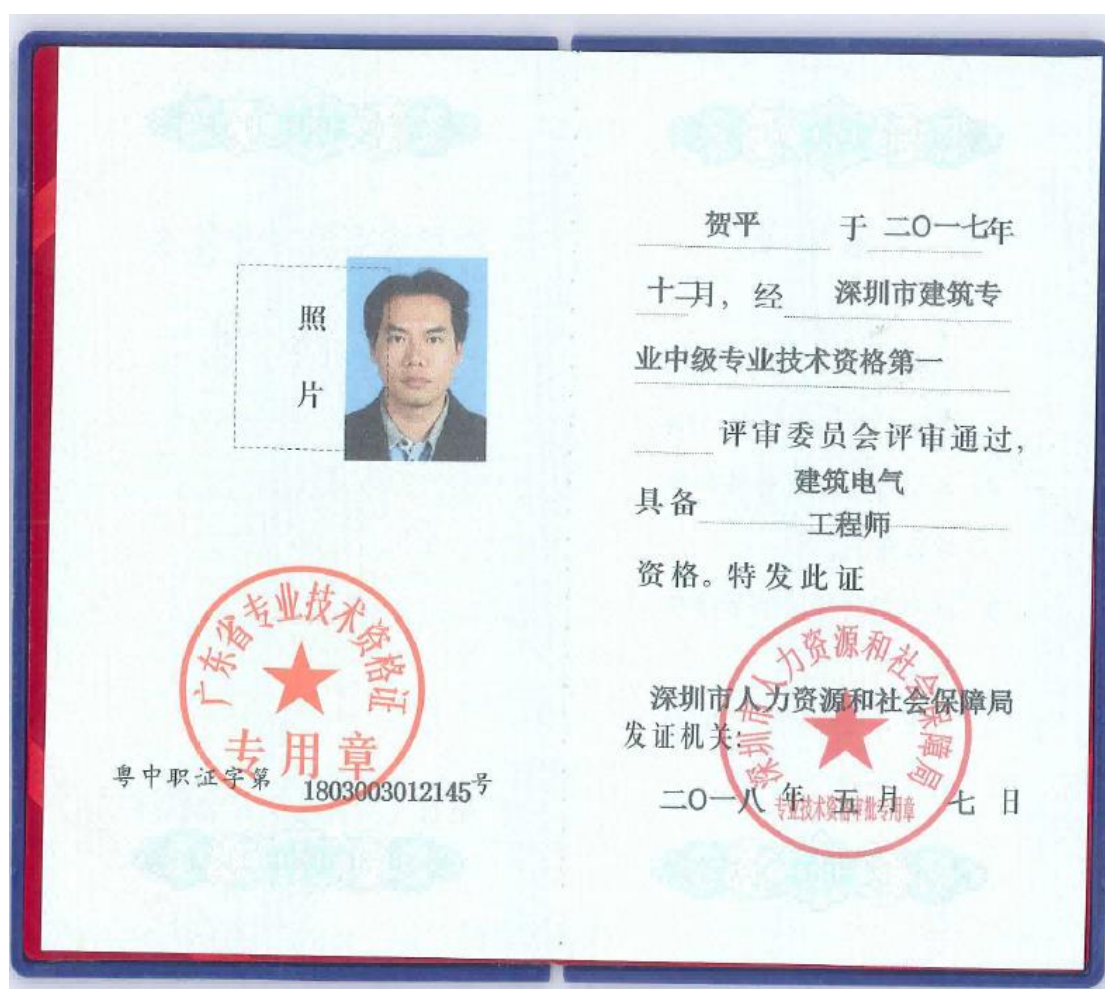 照
片
广东省专业技术资格证
专用章
粤中职证字第 1803003012145号
贺平 于 二〇一七年
十二月，经 深圳市建筑专
业中级专业技术资格第一
评审委员会评审通过，
具备 建筑电气
工程师
资格。特发此证
深圳市人力资源和社会保障局
深圳市人力资源和社会保障局
发证机关：
二〇一八 年 五 月 七 日
专业技术资格审批专用章